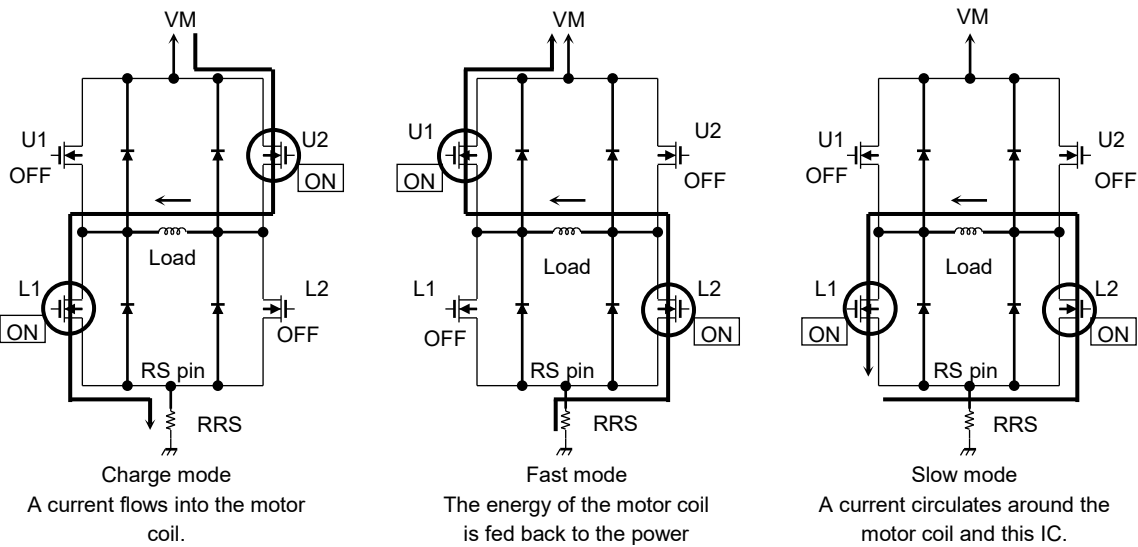 VM
U1
OFF
U2
ON
Load
L1
ON
L2
OFF
RS pin
RRS
Charge mode
A current flows into the motor
coil.
VM
U1
ON
U2
OFF
Load
L1
OFF
L2
ON
RS pin
RRS
Fast mode
The energy of the motor coil
is fed back to the power
VM
U1
OFF
U2
OFF
Load
L1
ON
L2
ON
RS pin
RRS
Slow mode
A current circulates around the
motor coil and this IC.